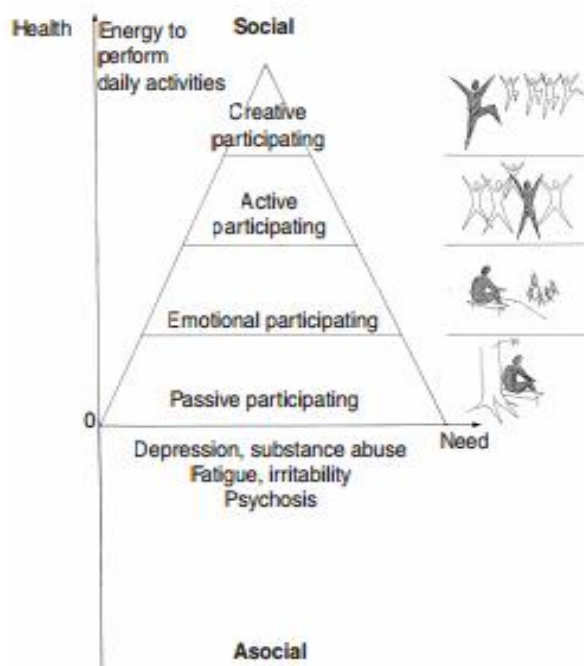 Health
Energy to
perform
daily activities
Social
Creative
participating
Active
participating
Emotional participating
Passive participating
0
Need
Depression, substance abuse
Fatigue, irritability
Psychosis
Asocial